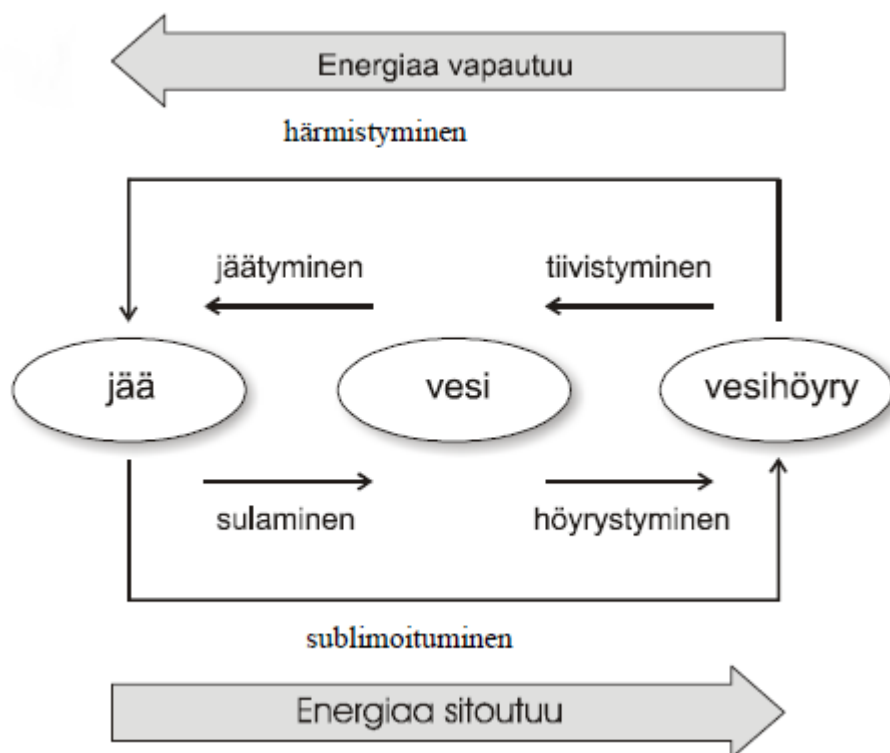 Energiaa vapautuu
härmistyminen
jäätyminen
tiivistyminen
jää
vesi
vesihöyry
sulaminen
höyrystyminen
sublimoituminen
Energiaa sitoutuu